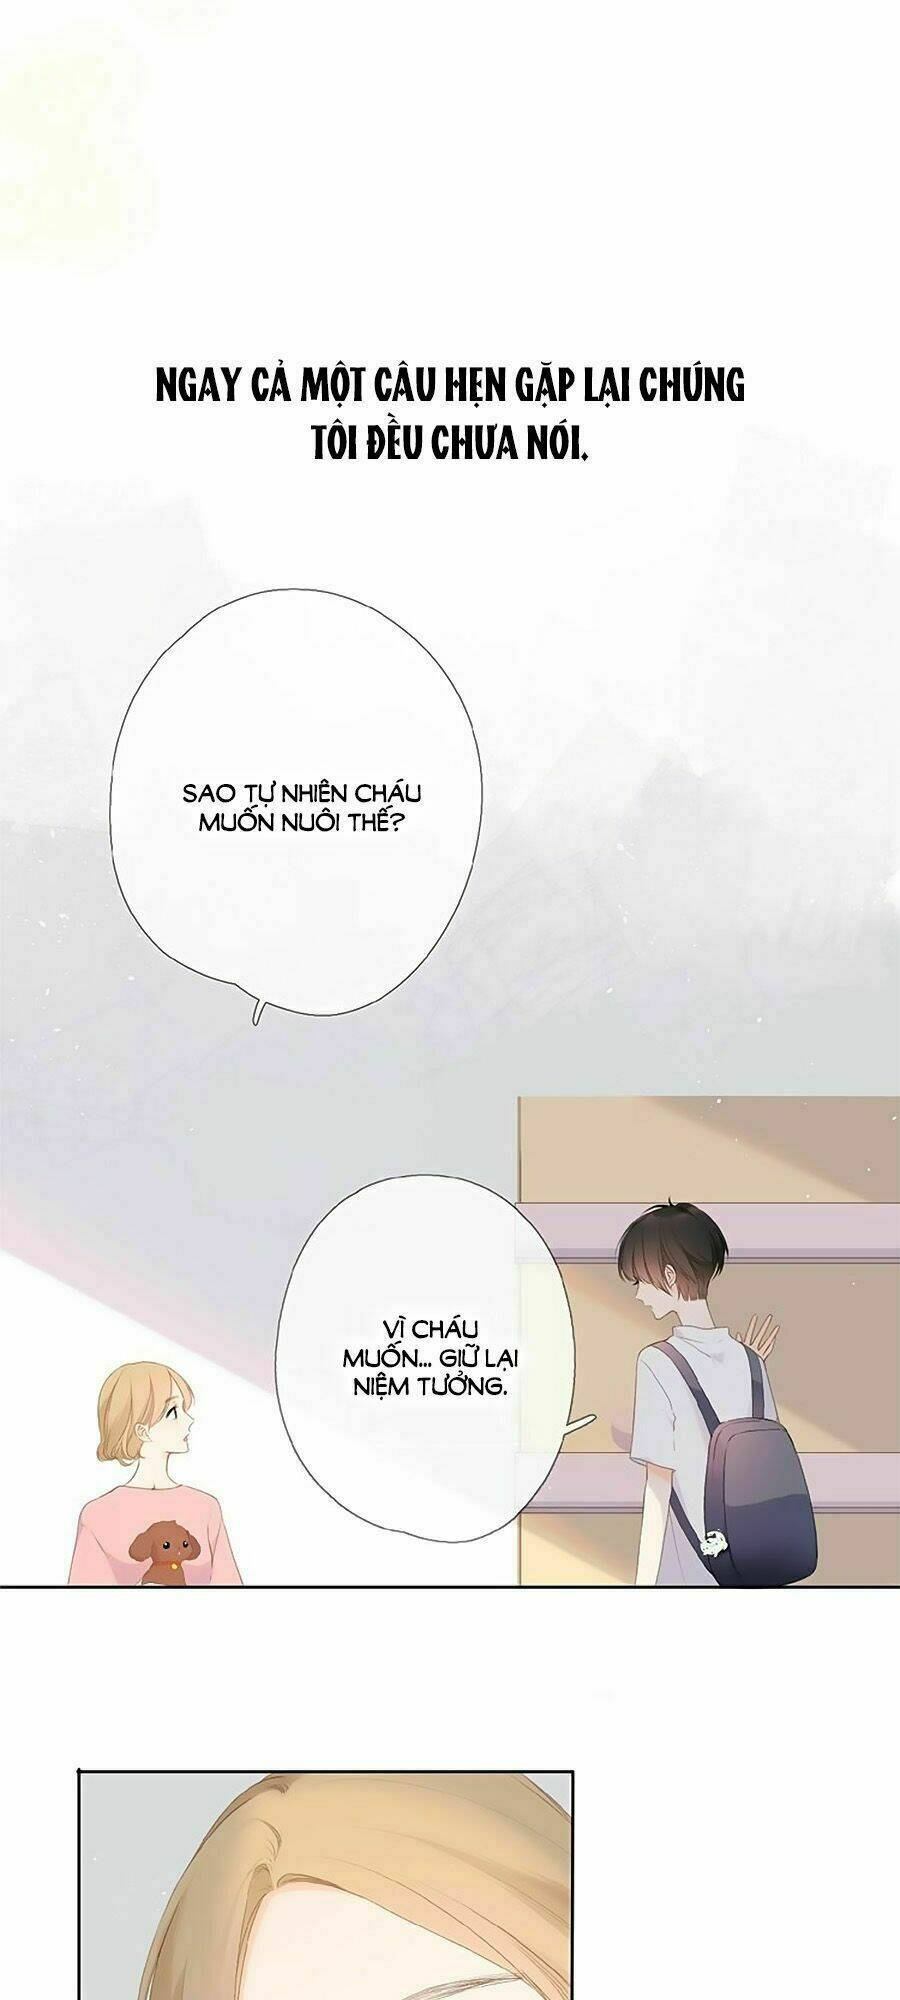 NGAY CẢ MỘT CÂU HẸN GẶP LẠI CHÚNG
TÔI ĐỀU CHƯA NÓI.
SAO TỰ NHIÊN CHÁU
MUỐN NUÔI THẾ?
VÌ CHÁU
MUỐN... GIỮ LẠI
NIỆM TƯỞNG.